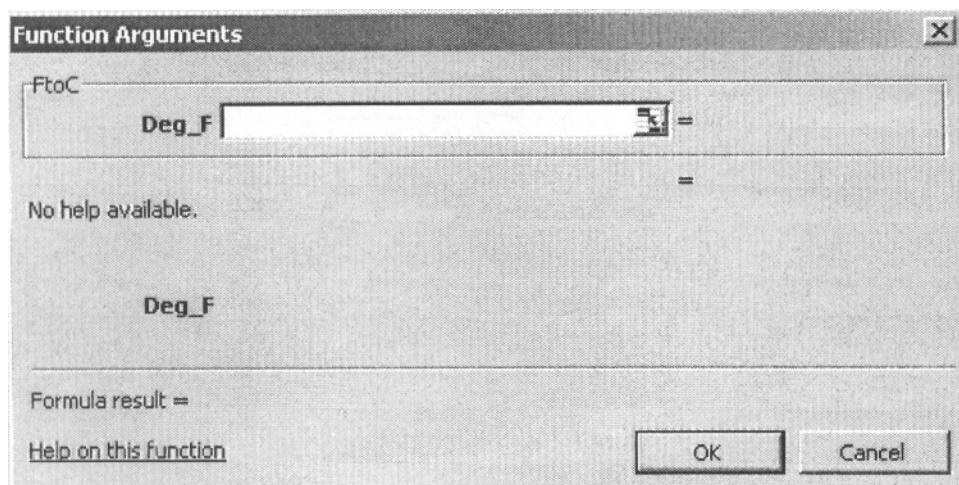 Function Arguments
FtoC
Deg_F =
=
No help available.
Deg_F
Formula result =
Help on this function
OK Cancel